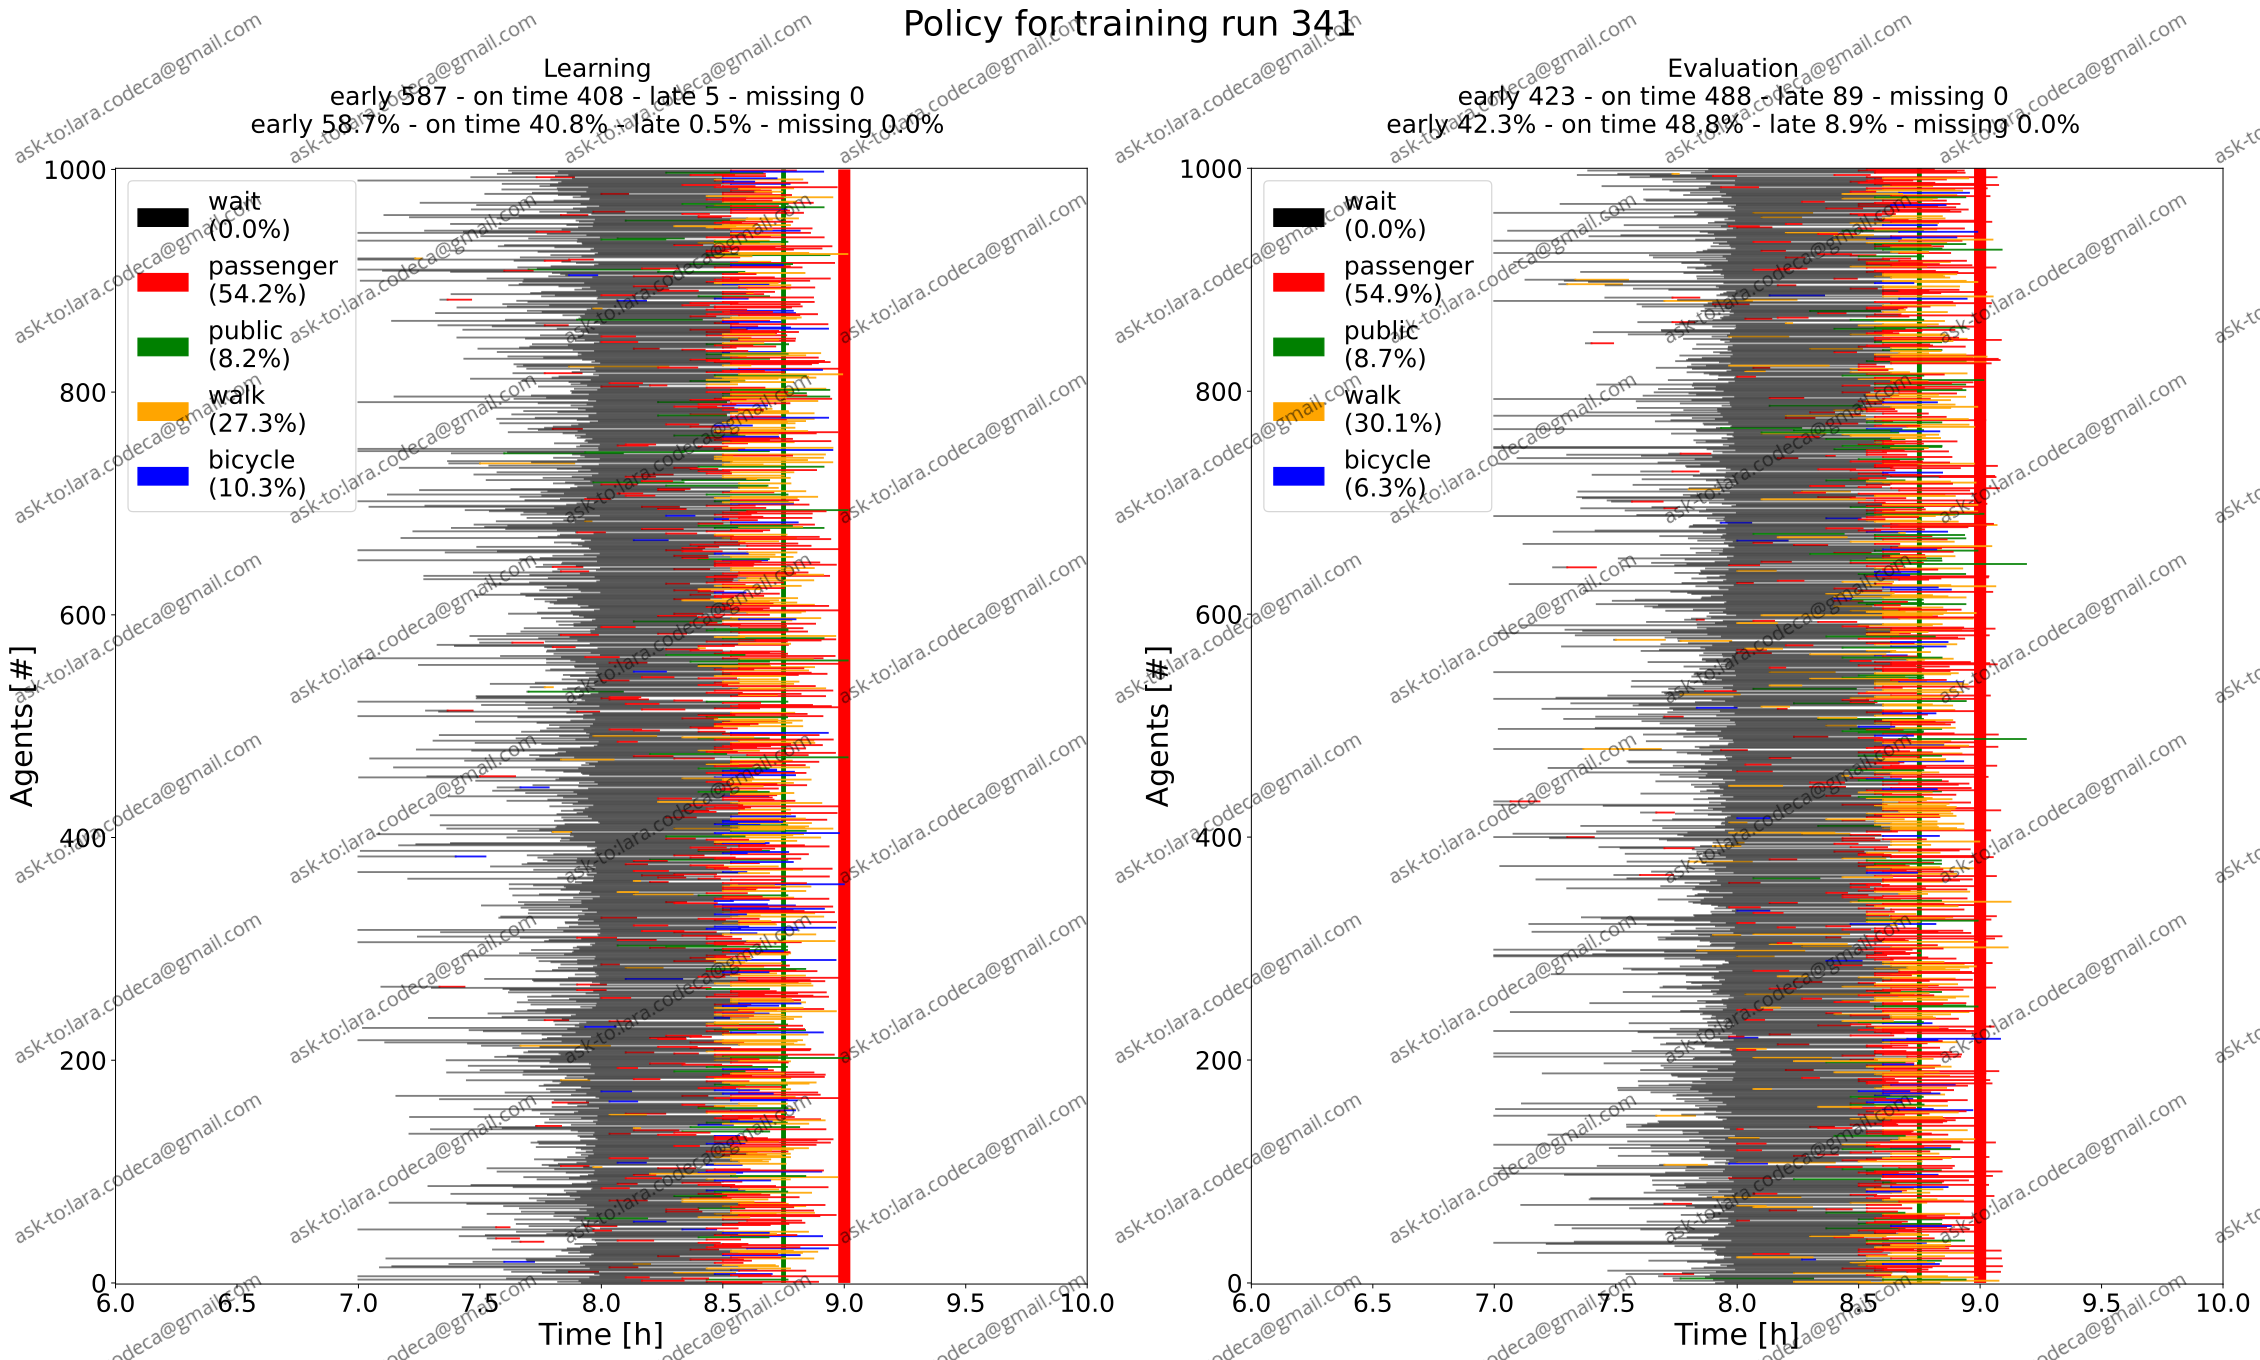 Policy for training run 341
Learning
early 587 - on time 408 - late 5 - missing 0
early 58.7% - on time 40.8% - late 0.5% - missing 0.0%
1000
800
600
400
200
0
Agents [#]
wait
(0.0%)
passenger
(54.2%)
public
(8.2%)
walk
(27.3%)
bicycle
(10.3%)
6.0 6.5 7.0 7.5 8.0 8.5 9.0 9.5 10.0
Time [h]
Evaluation
early 423 - on time 488 - late 89 - missing 0
early 42.3% - on time 48.8% - late 8.9% - missing 0.0%
1000
800
600
400
200
0
Agents [#]
wait
(0.0%)
passenger
(54.9%)
public
(8.7%)
walk
(30.1%)
bicycle
(6.3%)
6.0 6.5 7.0 7.5 8.0 8.5 9.0 9.5 10.0
Time [h]
ask-to:lara.codeca@gmail.com